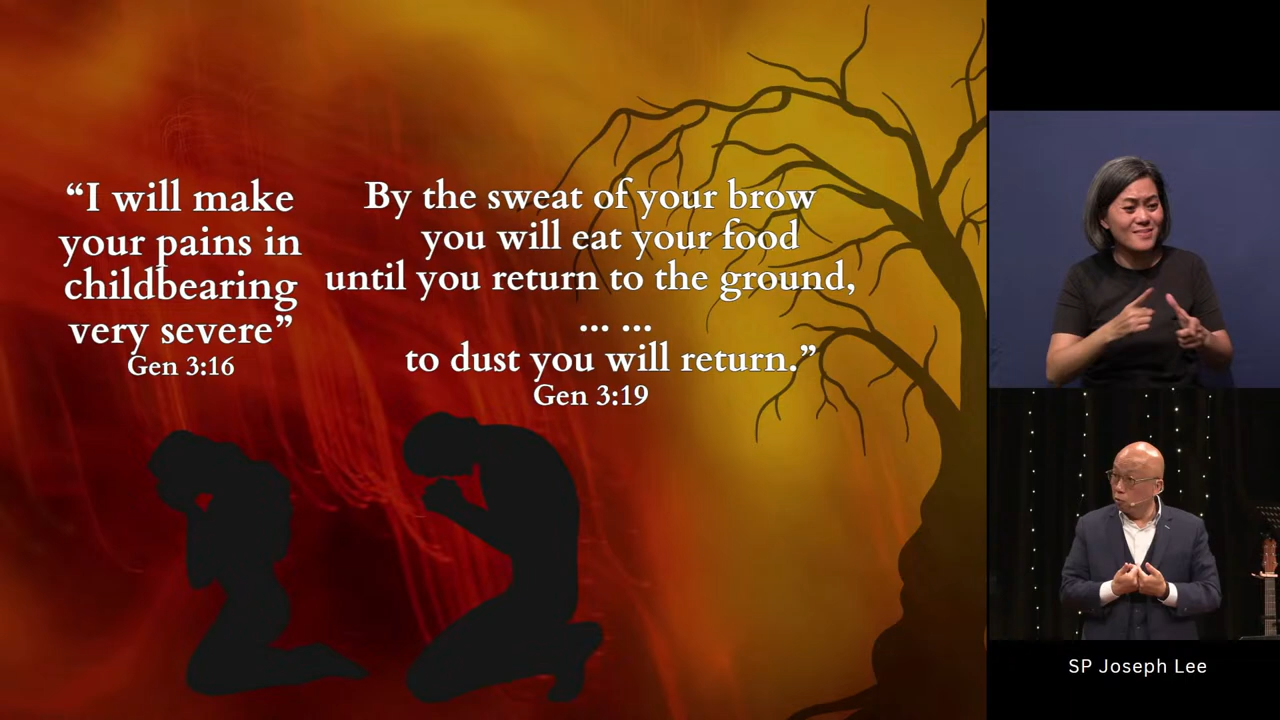 “I will make
your pains in
childbearing
very severe”
Gen 3:16
By the sweat of your brow
you will eat your food
until you return to the ground,
... ...
to dust you will return.”
Gen 3:19
SP Joseph Lee